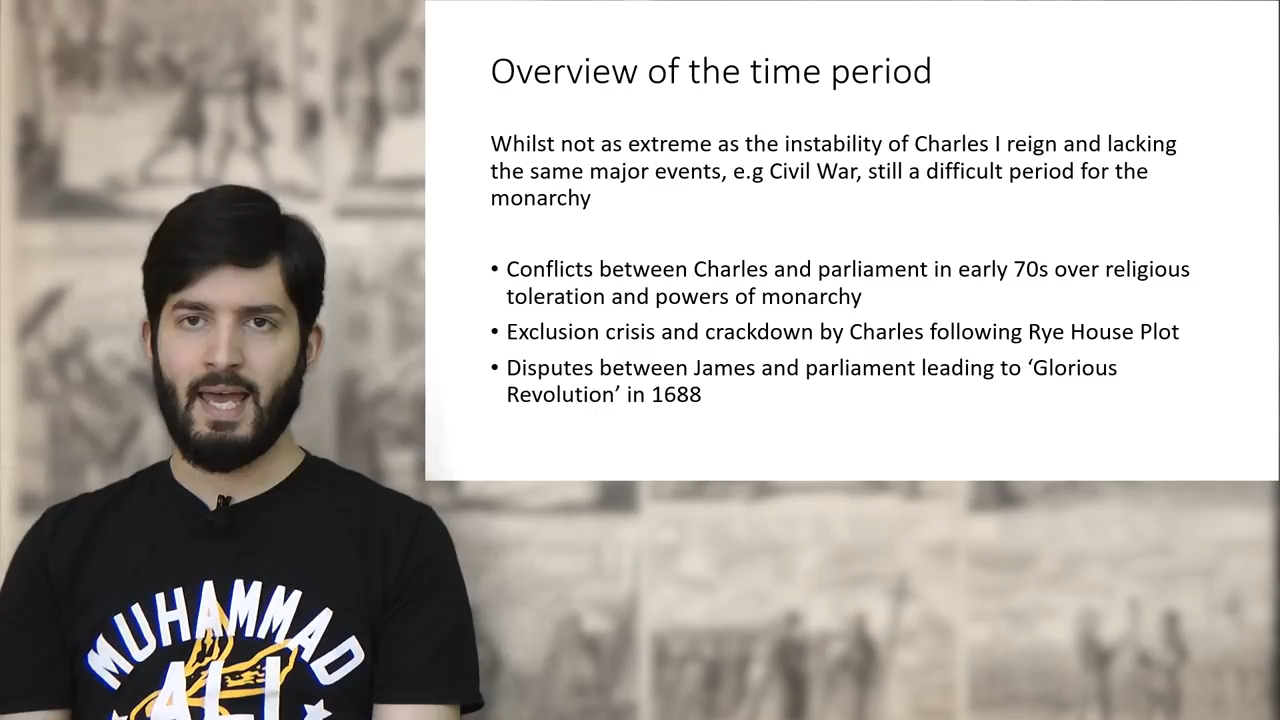 Overview of the time period
Whilst not as extreme as the instability of Charles I reign and lacking
the same major events, e.g Civil War, still a difficult period for the
monarchy
• Conflicts between Charles and parliament in early 70s over religious
toleration and powers of monarchy
• Exclusion crisis and crackdown by Charles following Rye House Plot
• Disputes between James and parliament leading to ‘Glorious
Revolution’ in 1688
MUHAMMAD
ALI